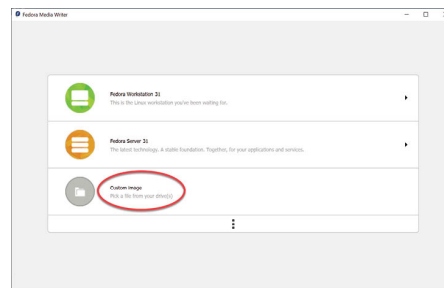 Fedora Media Writer
Fedora Workstation 31
This is the Linux workstation you've been waiting for.
Fedora Server 31
The latest technology. A stable foundation. Together, for your applications and services.
Custom image
Pick a file from your drive(s)